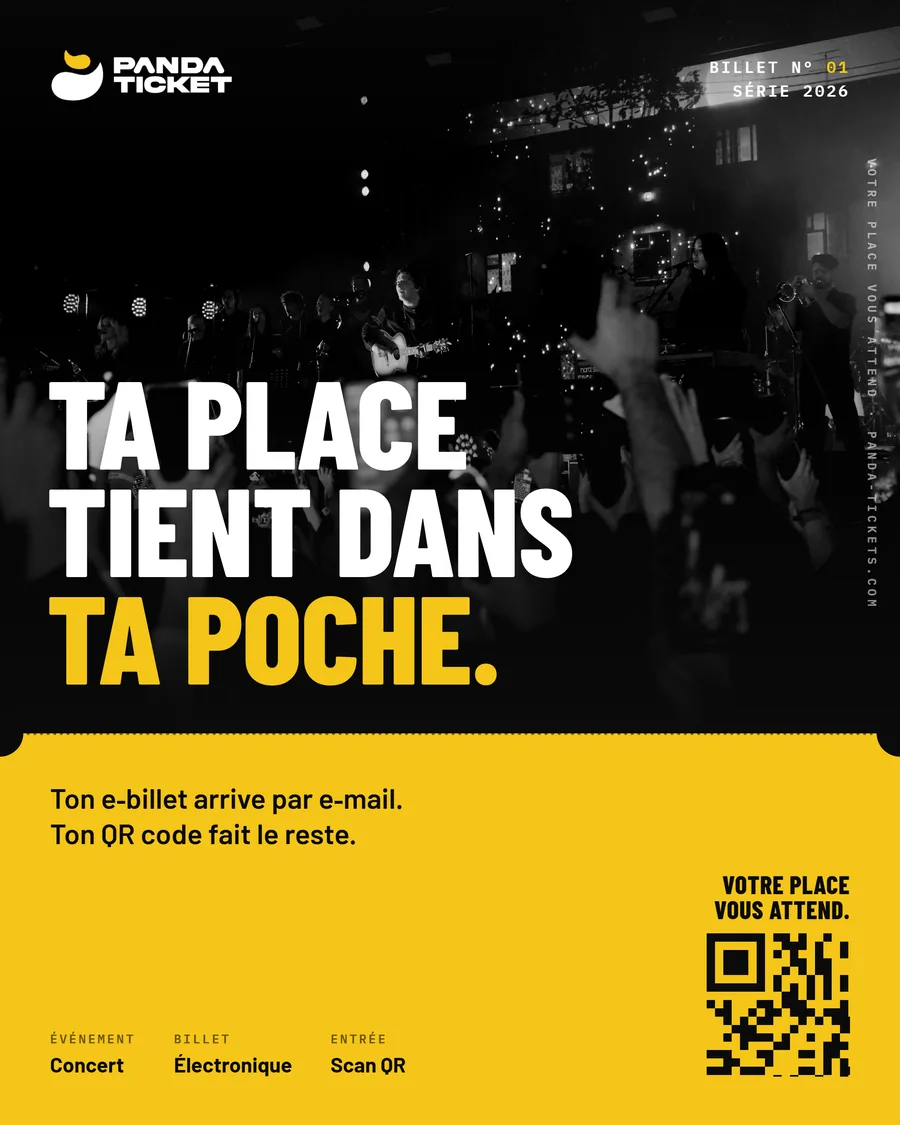 PANDA
TICKET
BILLET Nº 01
SÉRIE 2026
VOTRE PLACE VOUS ATTEND · PANDA-TICKETS.COM
TA PLACE
TIENT DANS
TA POCHE.
Ton e-billet arrive par e-mail.
Ton QR code fait le reste.
VOTRE PLACE
VOUS ATTEND.
ÉVÉNEMENT
BILLET
ENTRÉE
Concert
Électronique
Scan QR